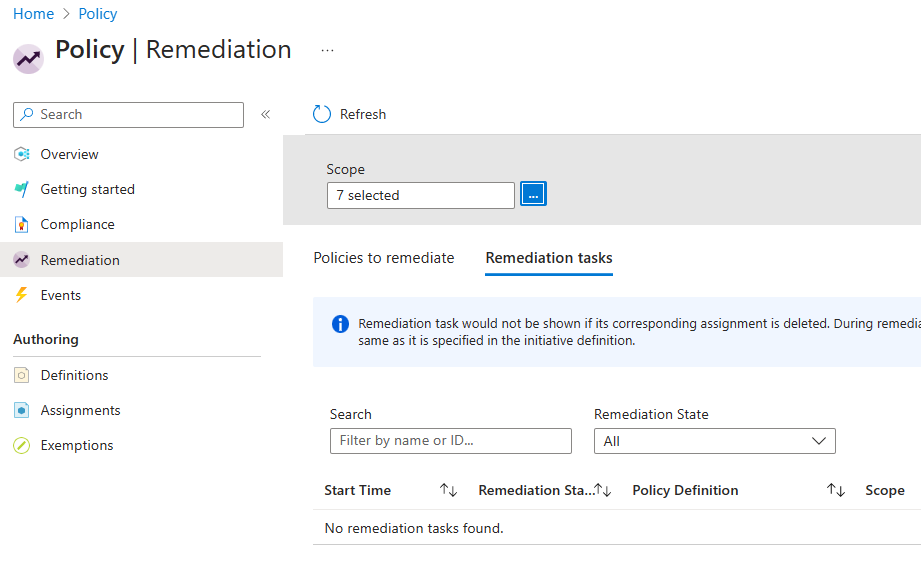 Home > Policy
Policy | Remediation ...
Search «
Overview
Getting started
Compliance
Remediation
Events
Authoring
Definitions
Assignments
Exemptions
Refresh
Scope
7 selected ...
Policies to remediate Remediation tasks
Remediation task would not be shown if its corresponding assignment is deleted. During remedia
same as it is specified in the initiative definition.
Search Remediation State
Filter by name or ID... All
Start Time Remediation Sta... Policy Definition Scope
No remediation tasks found.